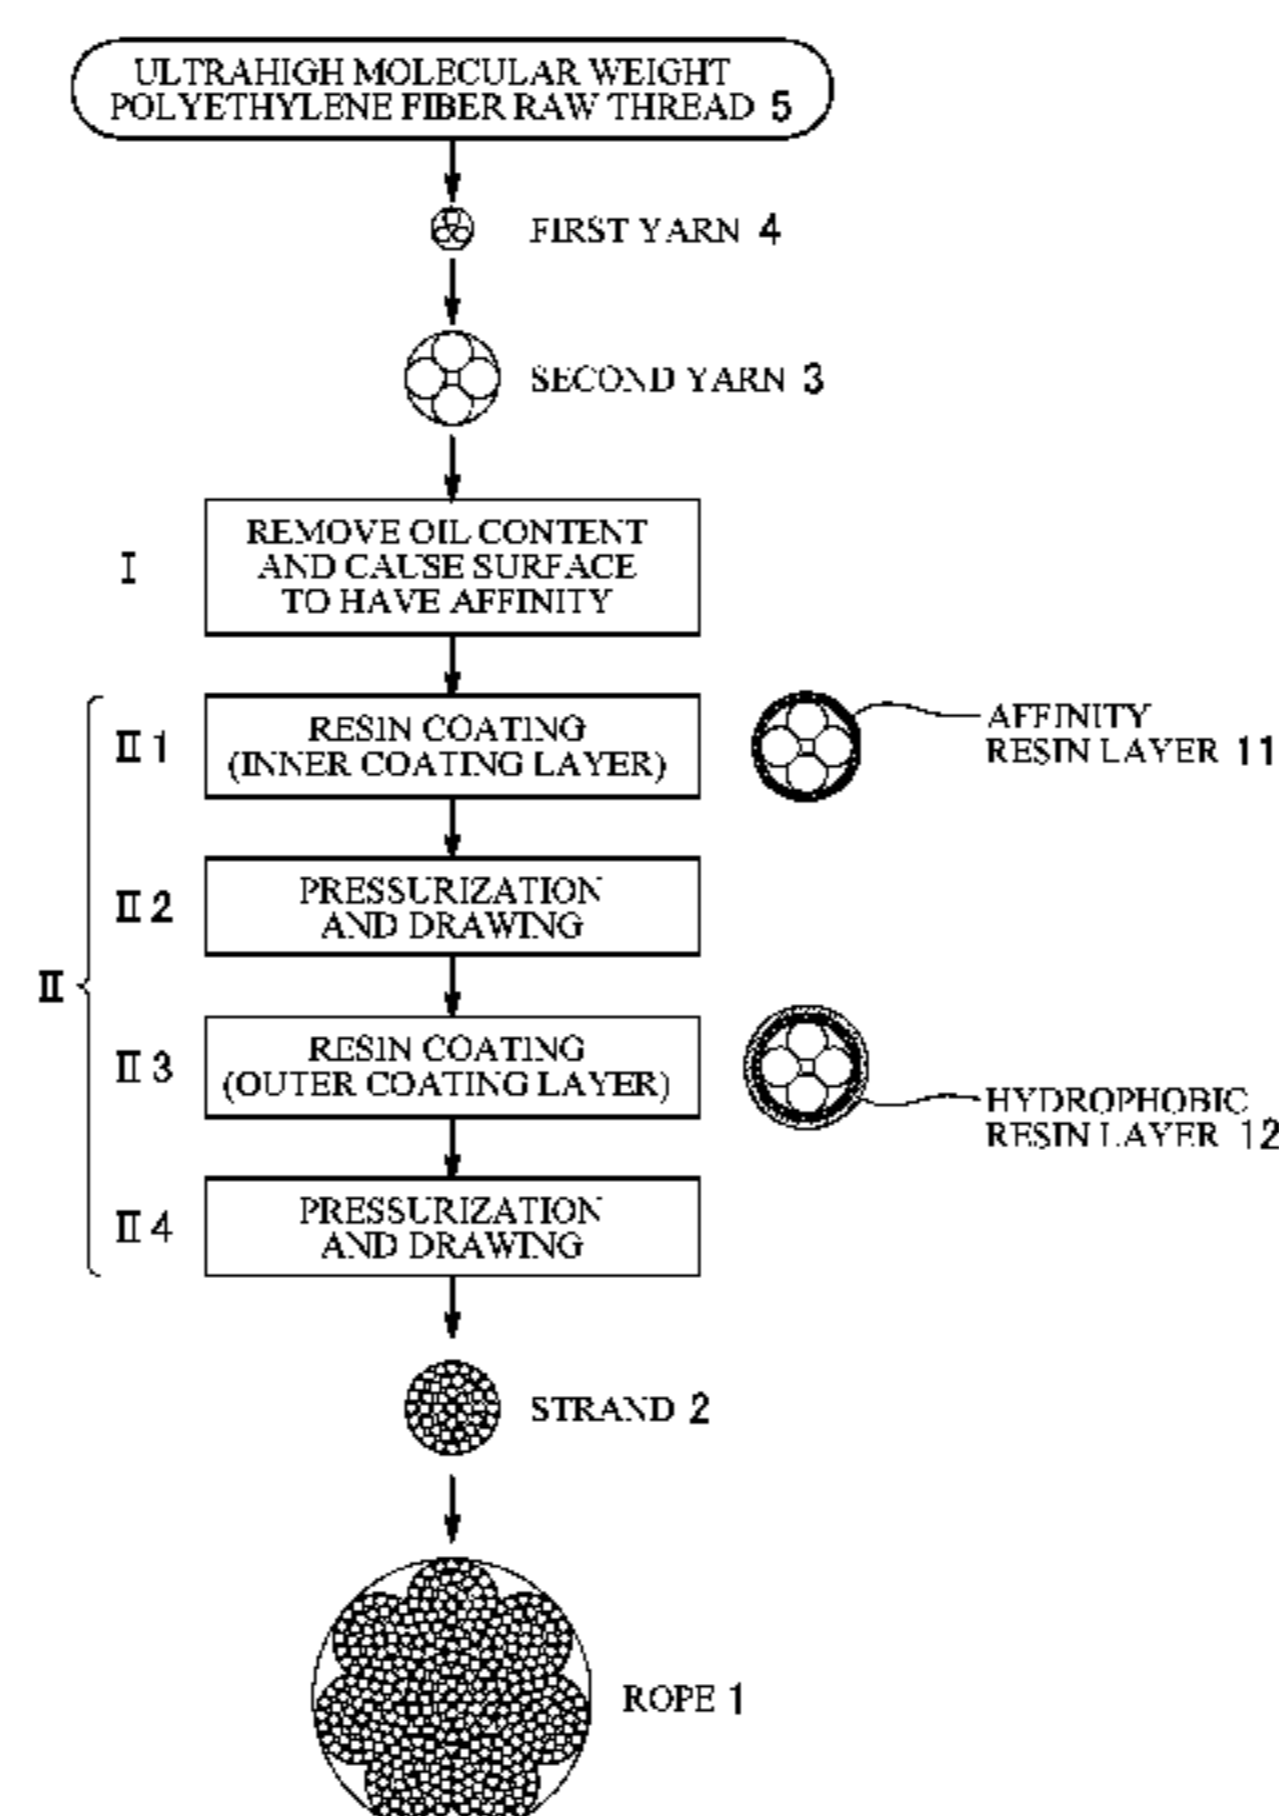 ULTRAHIGH MOLECULAR WEIGHT
POLYETHYLENE FIBER RAW THREAD 5
FIRST YARN 4
SECOND YARN 3
I
REMOVE OIL CONTENT
AND CAUSE SURFACE
TO HAVE AFFINITY
II
II 1
RESIN COATING
(INNER COATING LAYER)
AFFINITY
RESIN LAYER 11
II 2
PRESSURIZATION
AND DRAWING
II 3
RESIN COATING
(OUTER COATING LAYER)
HYDROPHOBIC
RESIN LAYER 12
II 4
PRESSURIZATION
AND DRAWING
STRAND 2
ROPE 1